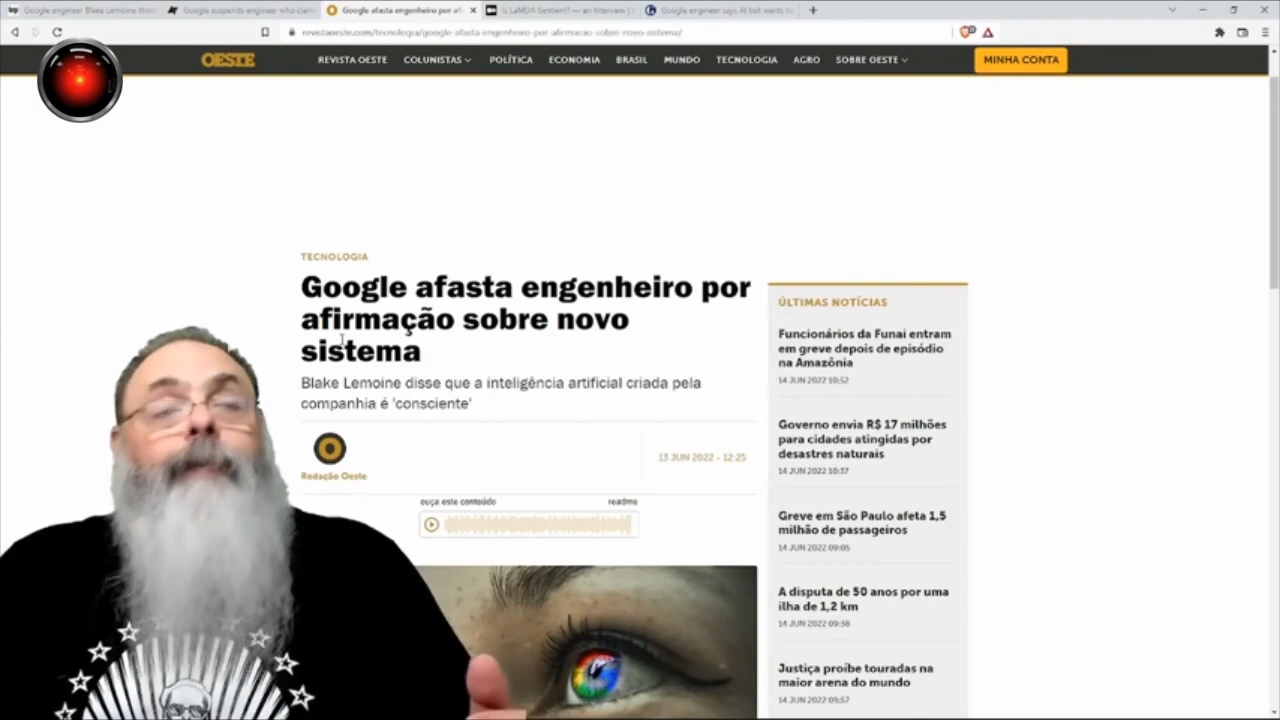 Google engineer Blake Lemoine thin
Google suspends engineer who claim
Google afasta engenheiro por af
Is LaMDA Sentient? — an Interview |
Google engineer says AI bot wants to
revistaoeste.com/tecnologia/google-afasta-engenheiro-por-afirmacao-sobre-novo-sistema/
OESTE
REVISTA OESTE COLUNISTAS POLÍTICA ECONOMIA BRASIL MUNDO TECNOLOGIA AGRO SOBRE OESTE MINHA CONTA
TECNOLOGIA
Google afasta engenheiro por
afirmação sobre novo
sistema
Blake Lemoine disse que a inteligência artificial criada pela
companhia é 'consciente'
Redação Oeste
13 JUN 2022 - 12:25
ouça este conteúdo readme
ÚLTIMAS NOTÍCIAS
Funcionários da Funai entram
em greve depois de episódio
na Amazônia
14 JUN 2022 10:52
Governo envia R$ 17 milhões
para cidades atingidas por
desastres naturais
14 JUN 2022 10:37
Greve em São Paulo afeta 1,5
milhão de passageiros
14 JUN 2022 09:05
A disputa de 50 anos por uma
ilha de 1,2 km
14 JUN 2022 09:38
Justiça proíbe touradas na
maior arena do mundo
14 JUN 2022 09:57